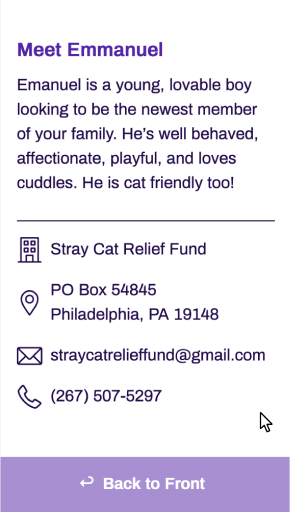 Meet Emmanuel
Emanuel is a young, lovable boy
looking to be the newest member
of your family. He’s well behaved,
affectionate, playful, and loves
cuddles. He is cat friendly too!
Stray Cat Relief Fund
PO Box 54845
Philadelphia, PA 19148
straycatrelieffund@gmail.com
(267) 507-5297
Back to Front